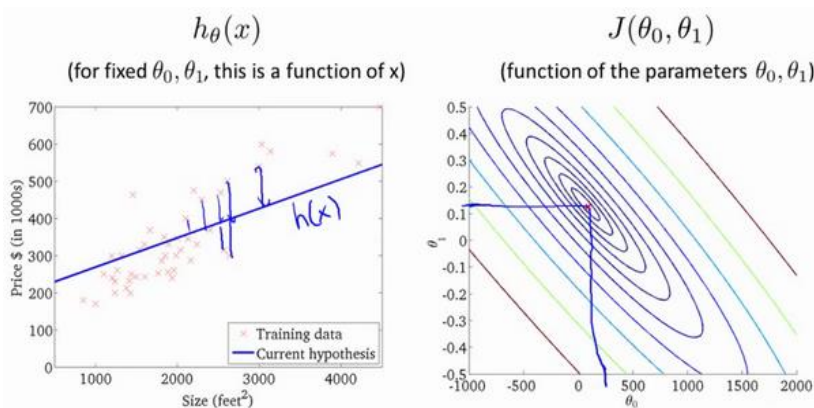 h_θ(x)
(for fixed θ₀, θ₁, this is a function of x)
700
600
500
400
300
200
100
0
Price $ (in 1000s)
h(x)
Training data
Current hypothesis
1000 2000 3000 4000
Size (feet²)
J(θ₀, θ₁)
(function of the parameters θ₀, θ₁)
0.5
0.4
0.3
0.2
0.1
0
-0.1
-0.2
-0.3
-0.4
-0.5
θ₁
-1000 -500 0 500 1000 1500 2000
θ₀